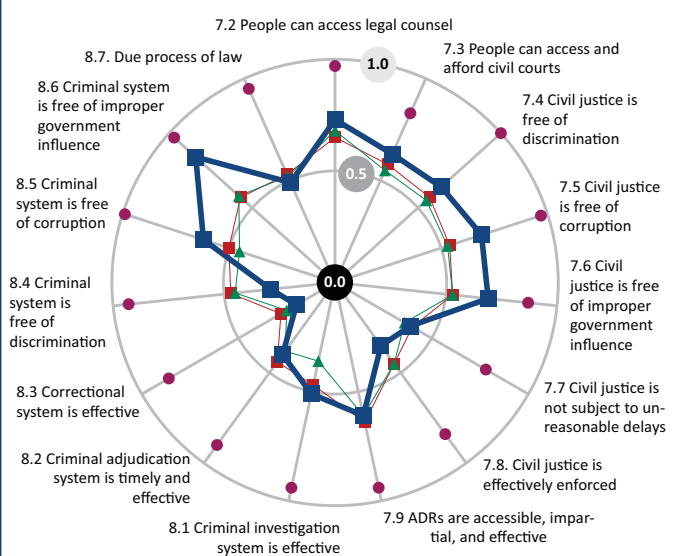 7.2 People can access legal counsel
7.3 People can access and
afford civil courts
7.4 Civil justice is
free of
discrimination
7.5 Civil justice
is free of
corruption
7.6 Civil
justice is free
of improper
government
influence
7.7 Civil justice is
not subject to un-
reasonable delays
7.8. Civil justice is
effectively enforced
7.9 ADRs are accessible, impar-
tial, and effective
8.1 Criminal investigation
system is effective
8.2 Criminal adjudication
system is timely and
effective
8.3 Correctional
system is effective
8.4 Criminal
system is
free of
discrimination
8.5 Criminal
system is free
of corruption
8.6 Criminal system
is free of improper
government
influence
8.7. Due process of law
1.0
0.5
0.0